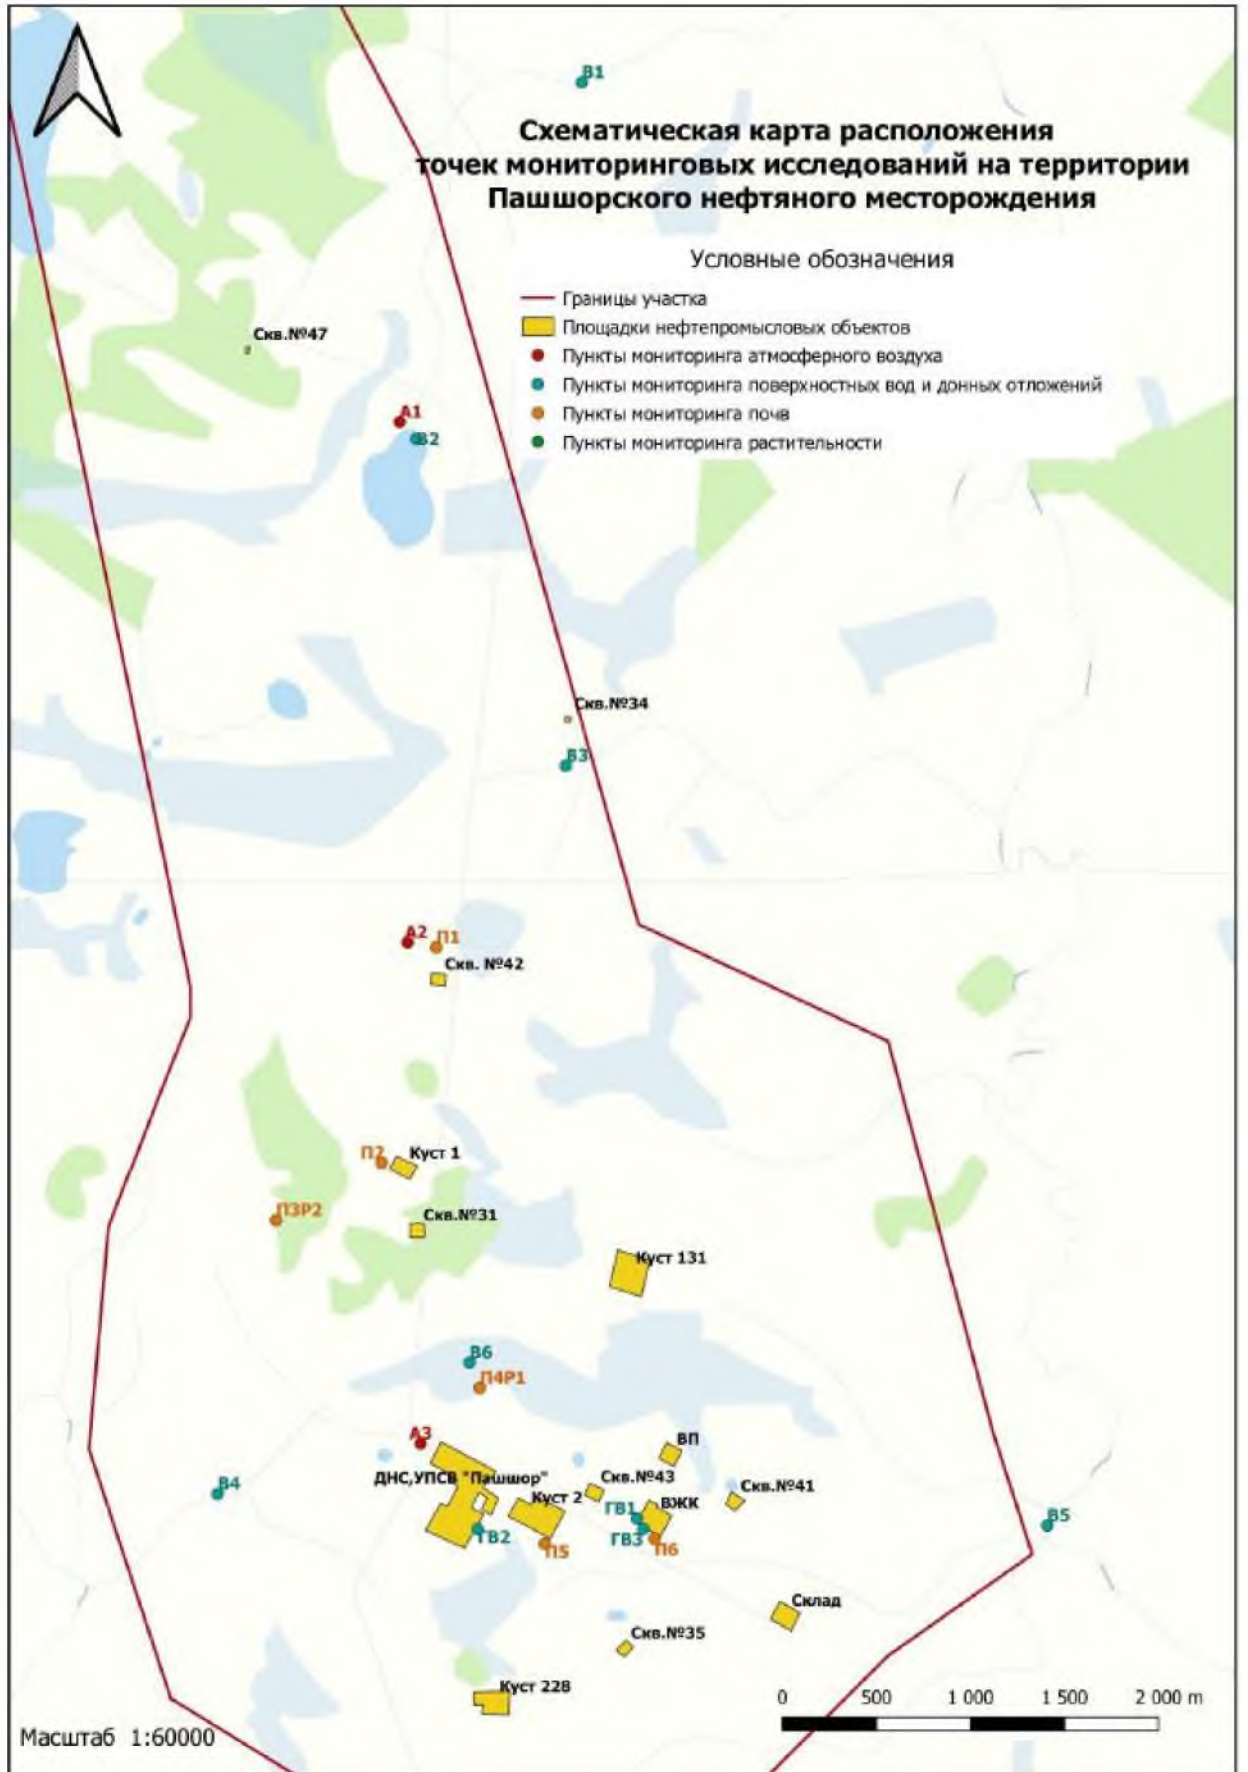 В1
Схематическая карта расположения
точек мониторинговых исследований на территории
Пашшорского нефтяного месторождения
Условные обозначения
Границы участка
Площадки нефтепромысловых объектов
Пункты мониторинга атмосферного воздуха
Пункты мониторинга поверхностных вод и донных отложений
Пункты мониторинга почв
Пункты мониторинга растительности
Скв.№47
А1
В2
Скв.№34
В3
А2
П1
Скв. №42
П2
Куст 1
П3Р2
Скв.№31
Куст 131
В6
П4Р1
А3
ВП
ДНС,УПСВ "Пашшор"
Скв.№43
Скв.№41
В4
Куст 2
ВЖК
ГВ1
В5
ГВ2
ГВ3
П5
П6
Склад
Скв.№35
Куст 228
0 500 1 000 1 500 2 000 m
Масштаб 1:60000